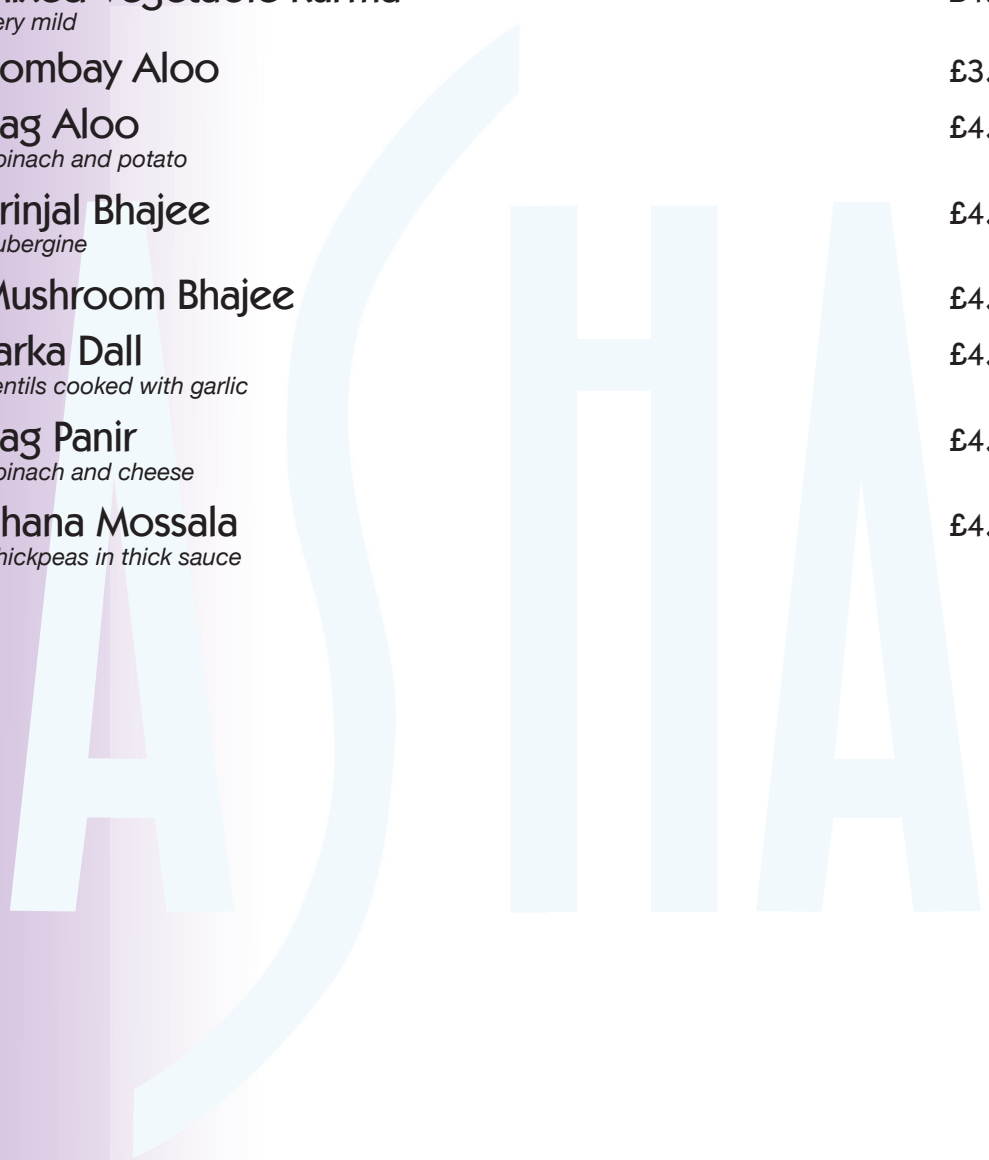 Vegetable
ery mild
ombay Aloo £3.
ag Aloo £4.
pinach and potato
rinjal Bhajee £4.
ubergine
Mushroom Bhajee £4.
arka Dall £4.
entils cooked with garlic
ag Panir £4.
pinach and cheese
hana Mossala £4.
hickpeas in thick sauce
ASHA